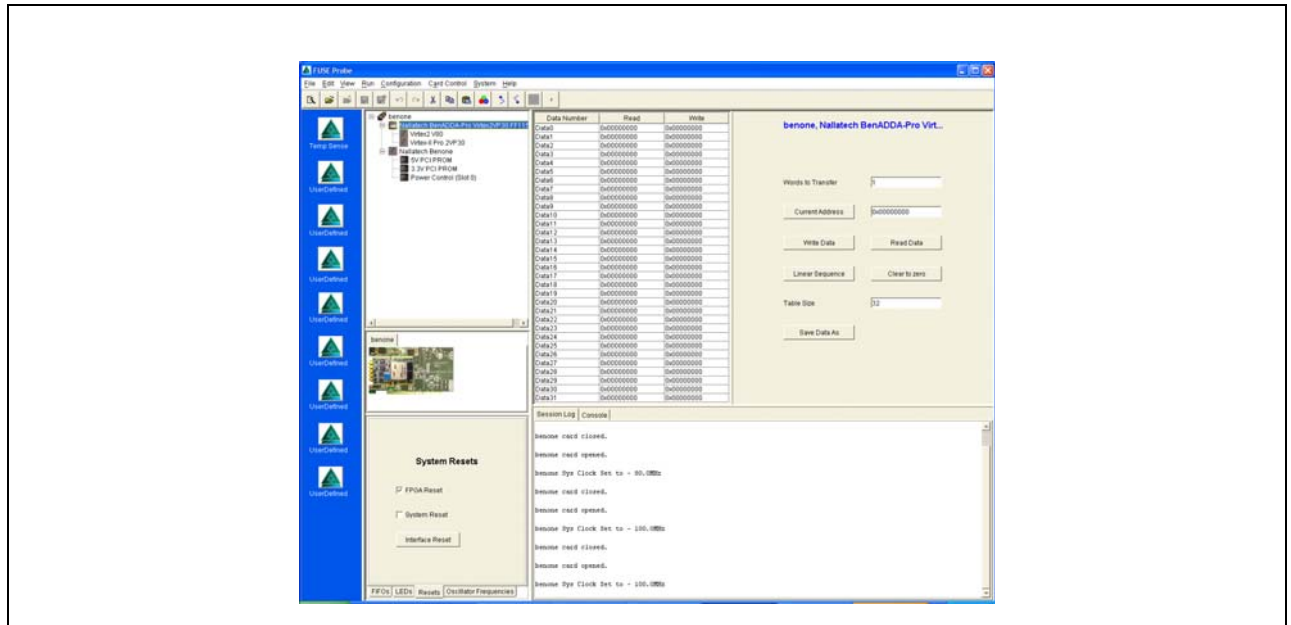 FUSE Probe
File Edit View Run Configuration Card Control System Help
Temp Sense
UserDefined
UserDefined
UserDefined
UserDefined
UserDefined
UserDefined
UserDefined
UserDefined
benone
Nallatech BenADDA-Pro Virtex2VP30 FF115
Virtex2 V80
Virtex-II Pro 2VP30
Nallatech Benone
5V PCI PROM
3.3V PCI PROM
Power Control (Slot 0)
benone
System Resets
FPGA Reset
System Reset
Interface Reset
FIFOs LEDs Resets Oscillator Frequencies
Data Number Read Write
Data0 0x00000000 0x00000000
Data1 0x00000000 0x00000000
Data2 0x00000000 0x00000000
Data3 0x00000000 0x00000000
Data4 0x00000000 0x00000000
Data5 0x00000000 0x00000000
Data6 0x00000000 0x00000000
Data7 0x00000000 0x00000000
Data8 0x00000000 0x00000000
Data9 0x00000000 0x00000000
Data10 0x00000000 0x00000000
Data11 0x00000000 0x00000000
Data12 0x00000000 0x00000000
Data13 0x00000000 0x00000000
Data14 0x00000000 0x00000000
Data15 0x00000000 0x00000000
Data16 0x00000000 0x00000000
Data17 0x00000000 0x00000000
Data18 0x00000000 0x00000000
Data19 0x00000000 0x00000000
Data20 0x00000000 0x00000000
Data21 0x00000000 0x00000000
Data22 0x00000000 0x00000000
Data23 0x00000000 0x00000000
Data24 0x00000000 0x00000000
Data25 0x00000000 0x00000000
Data26 0x00000000 0x00000000
Data27 0x00000000 0x00000000
Data28 0x00000000 0x00000000
Data29 0x00000000 0x00000000
Data30 0x00000000 0x00000000
Data31 0x00000000 0x00000000
benone, Nallatech BenADDA-Pro Virt...
Words to Transfer
Current Address 0x00000000
Write Data Read Data
Linear Sequence Clear to zero
Table Size 32
Save Data As
Session Log Console
benone card closed.
benone card opened.
benone Sys Clock Set to - 80.0MHz
benone card closed.
benone card opened.
benone Sys Clock Set to - 100.0MHz
benone card closed.
benone card opened.
benone Sys Clock Set to - 100.0MHz